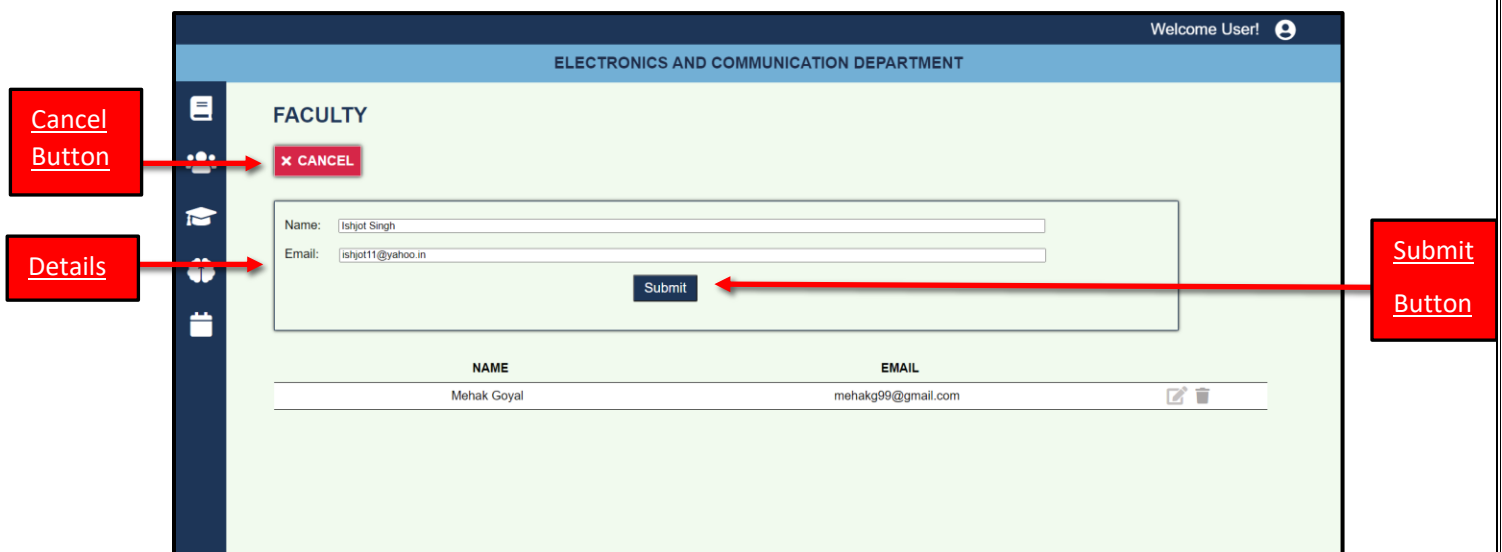 Welcome User!
ELECTRONICS AND COMMUNICATION DEPARTMENT
Cancel
Button
FACULTY
CANCEL
Name: Ishjot Singh
Email: ishjot11@yahoo.in
Details
Submit
Submit
Button
NAME EMAIL
Mehak Goyal mehakg99@gmail.com